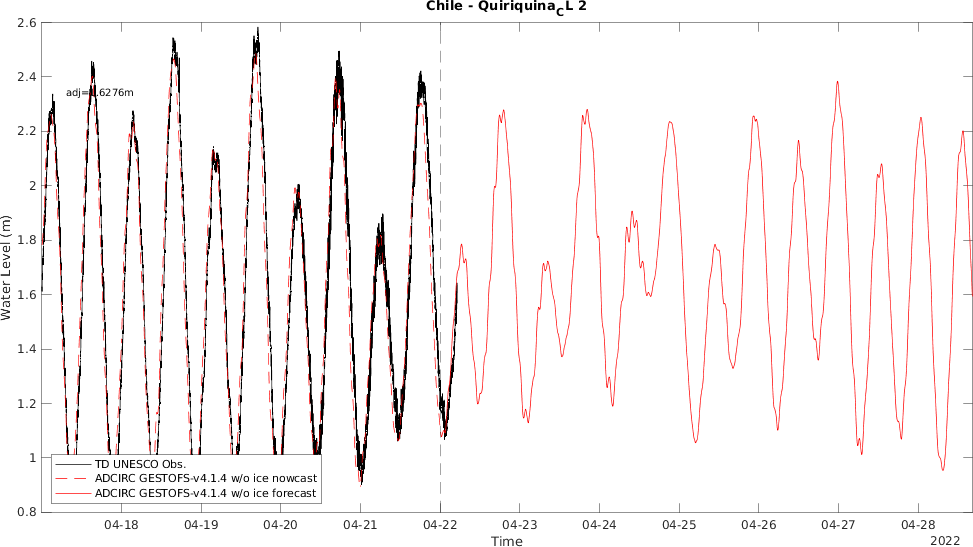 Chile - Quiriquina_CL 2
2.6
2.4
2.2
2
1.8
1.6
1.4
1.2
1
0.8
Water Level (m)
adj=1.6276m
TD UNESCO Obs.
ADCIRC GESTOFS-v4.1.4 w/o ice nowcast
ADCIRC GESTOFS-v4.1.4 w/o ice forecast
04-18 04-19 04-20 04-21 04-22 04-23 04-24 04-25 04-26 04-27 04-28
Time
2022